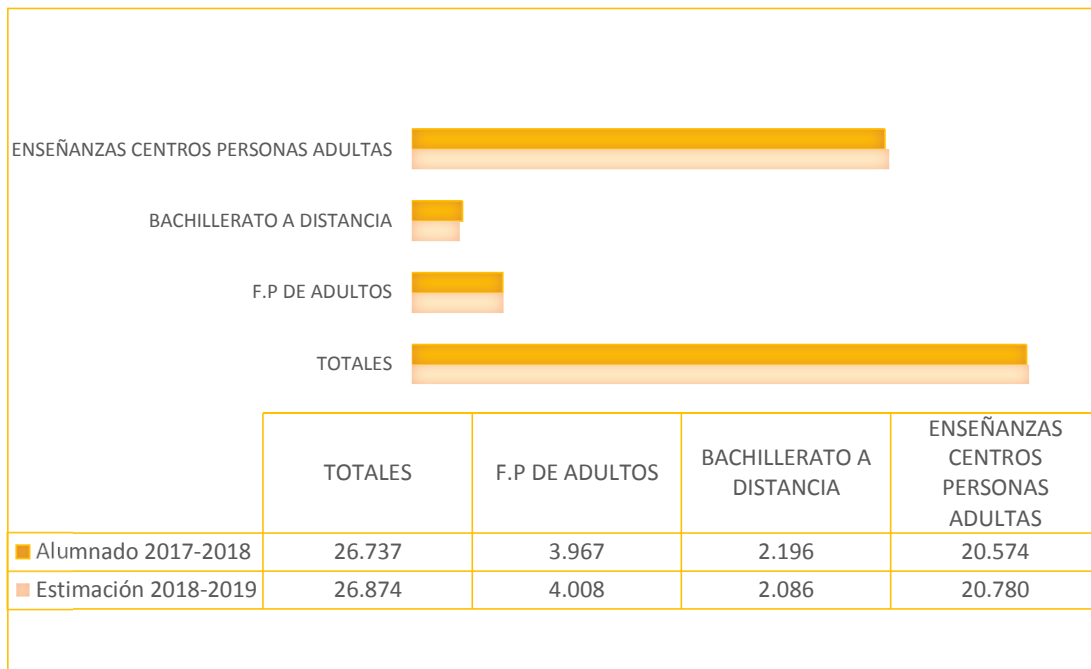 ENSEÑANZAS CENTROS PERSONAS ADULTAS
BACHILLERATO A DISTANCIA
F.P DE ADULTOS
TOTALES
TOTALES
F.P DE ADULTOS
BACHILLERATO A
DISTANCIA
ENSEÑANZAS
CENTROS
PERSONAS
ADULTAS
Alumnado 2017-2018 26.737 3.967 2.196 20.574
Estimación 2018-2019 26.874 4.008 2.086 20.780